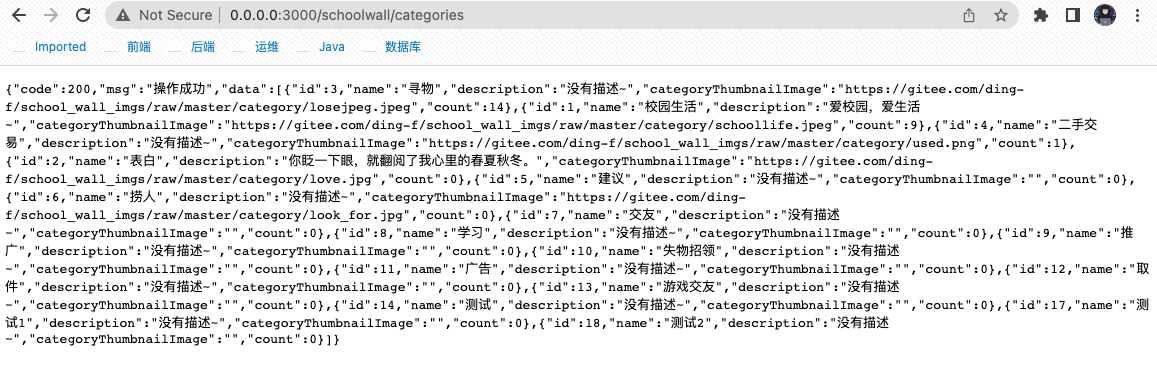 Not Secure | 0.0.0.0:3000/schoolwall/categories
Imported 前端 后端 运维 Java 数据库
{"code":200,"msg":"操作成功","data":[{"id":3,"name":"寻物","description":"没有描述~","categoryThumbnailImage":"https://gitee.com/ding-
f/school_wall_imgs/raw/master/category/losejpeg.jpeg","count":14},{"id":1,"name":"校园生活","description":"爱校园，爱生活
~","categoryThumbnailImage":"https://gitee.com/ding-f/school_wall_imgs/raw/master/category/schoollife.jpeg","count":9},{"id":4,"name":"二手交
易","description":"没有描述~","categoryThumbnailImage":"https://gitee.com/ding-f/school_wall_imgs/raw/master/category/used.png","count":1},
{"id":2,"name":"表白","description":"你眨一下眼，就翻阅了我心里的春夏秋冬。","categoryThumbnailImage":"https://gitee.com/ding-
f/school_wall_imgs/raw/master/category/love.jpg","count":0},{"id":5,"name":"建议","description":"没有描述~","categoryThumbnailImage":"","count":0},
{"id":6,"name":"捞人","description":"没有描述~","categoryThumbnailImage":"https://gitee.com/ding-
f/school_wall_imgs/raw/master/category/look_for.jpg","count":0},{"id":7,"name":"交友","description":"没有描述
~","categoryThumbnailImage":"","count":0},{"id":8,"name":"学习","description":"没有描述~","categoryThumbnailImage":"","count":0},{"id":9,"name":"推
广","description":"没有描述~","categoryThumbnailImage":"","count":0},{"id":10,"name":"失物招领","description":"没有描述
~","categoryThumbnailImage":"","count":0},{"id":11,"name":"广告","description":"没有描述~","categoryThumbnailImage":"","count":0},{"id":12,"name":"取
件","description":"没有描述~","categoryThumbnailImage":"","count":0},{"id":13,"name":"游戏交友","description":"没有描述
~","categoryThumbnailImage":"","count":0},{"id":14,"name":"测试","description":"没有描述~","categoryThumbnailImage":"","count":0},{"id":17,"name":"测
试1","description":"没有描述~","categoryThumbnailImage":"","count":0},{"id":18,"name":"测试2","description":"没有描述
~","categoryThumbnailImage":"","count":0}]}